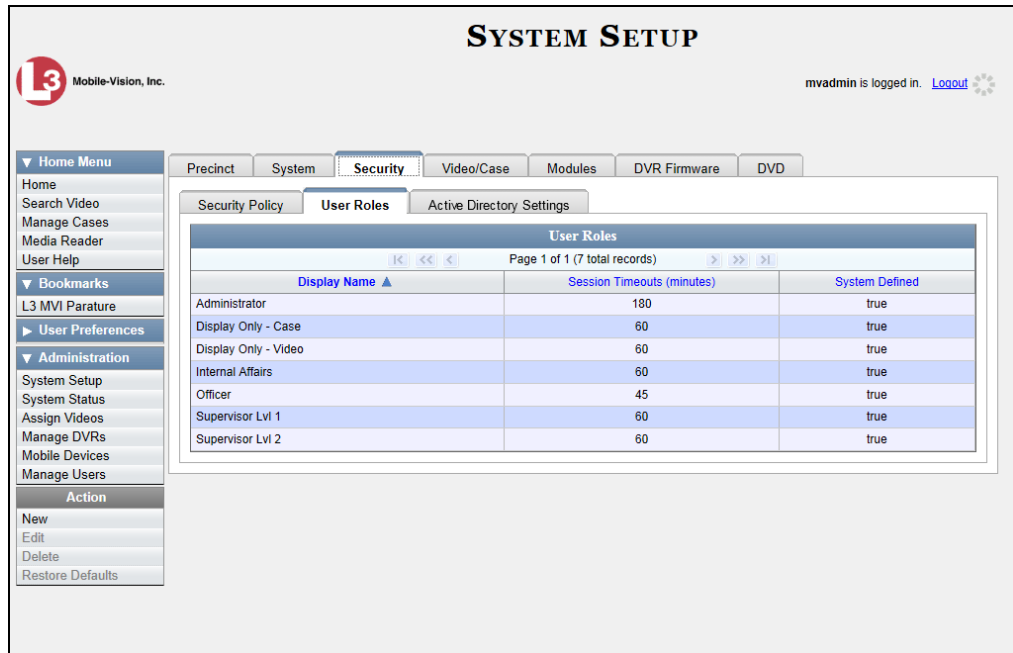 SYSTEM SETUP
L3 Mobile-Vision, Inc.
mvadmin is logged in. Logout
Home Menu
Home
Search Video
Manage Cases
Media Reader
User Help
Bookmarks
L3 MVI Parature
User Preferences
Administration
System Setup
System Status
Assign Videos
Manage DVRs
Mobile Devices
Manage Users
Action
New
Edit
Delete
Restore Defaults
Precinct System Security Video/Case Modules DVR Firmware DVD
Security Policy User Roles Active Directory Settings
User Roles
Page 1 of 1 (7 total records)
Display Name Session Timeouts (minutes) System Defined
Administrator 180 true
Display Only - Case 60 true
Display Only - Video 60 true
Internal Affairs 60 true
Officer 45 true
Supervisor Lvl 1 60 true
Supervisor Lvl 2 60 true